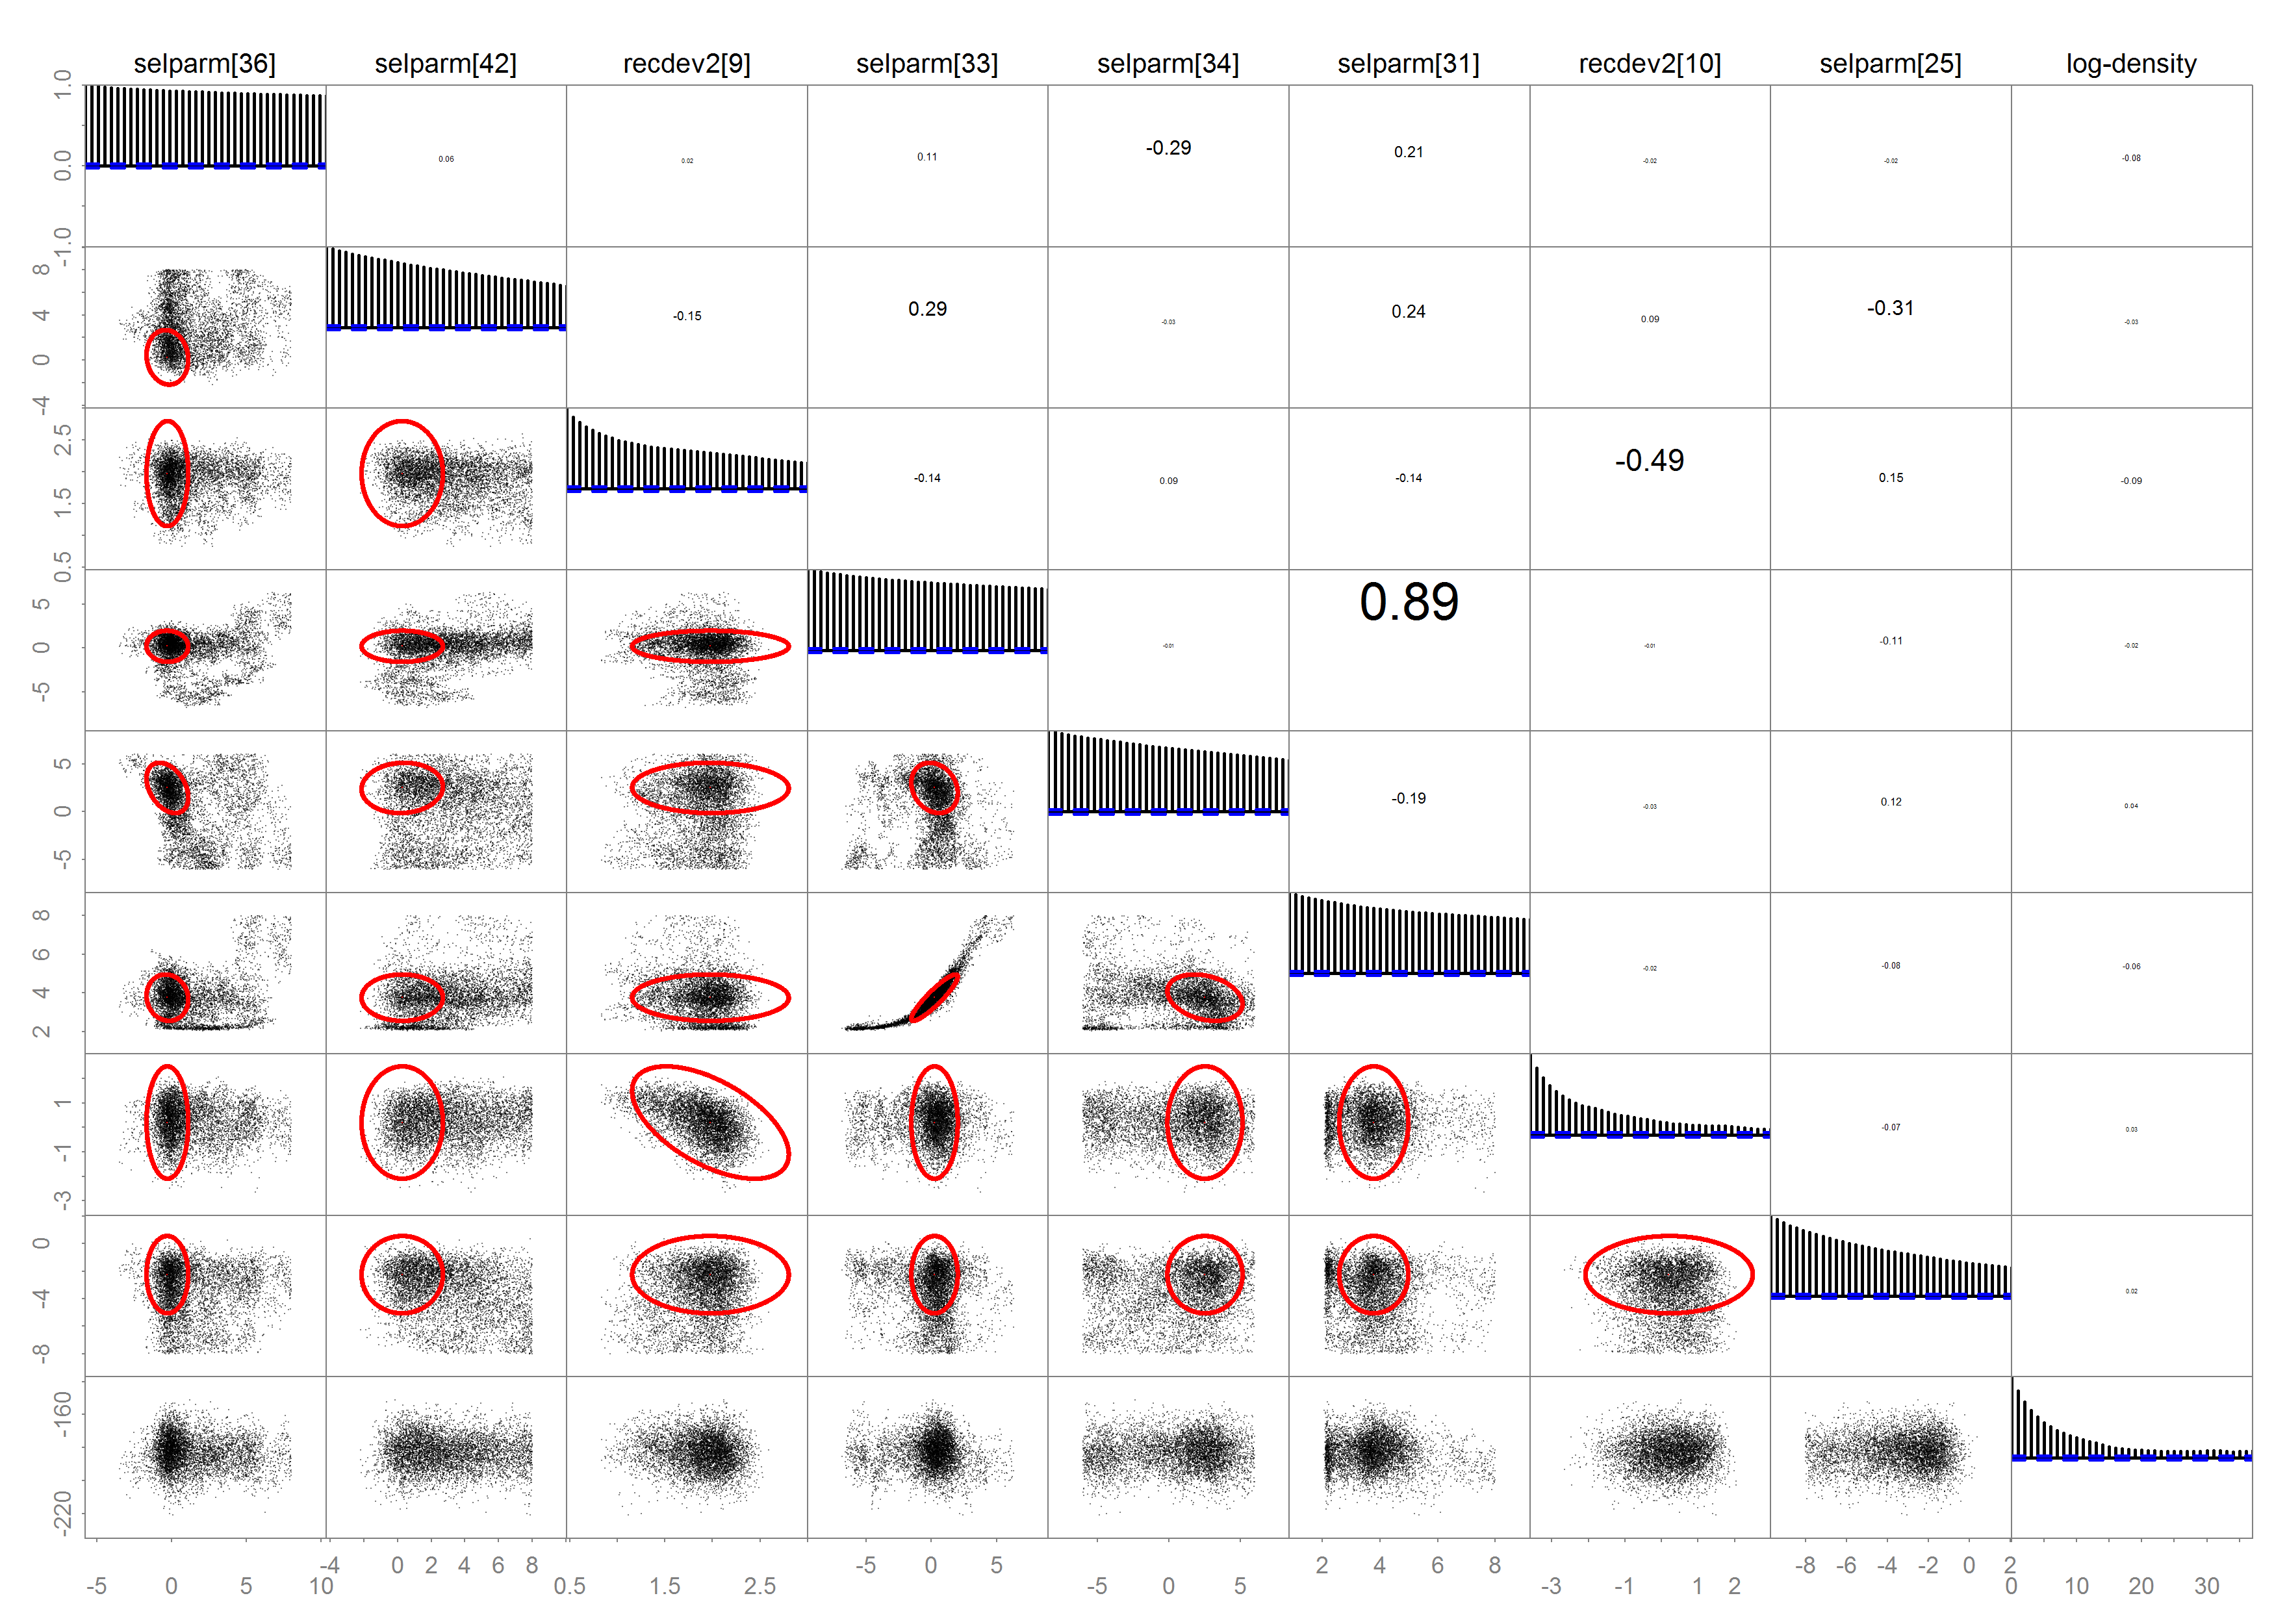 selparm[36] selparm[42] recdev2[9] selparm[33] selparm[34] selparm[31] recdev2[10] selparm[25] log-density
-1.0 0.0 1.0
0.06 0.02 0.11 -0.29 0.21 -0.02 -0.02 -0.08
-4 0 4 8
-0.15 0.29 -0.03 0.24 0.09 -0.31 -0.03
0.5 1.5 2.5
-0.14 0.09 -0.14 -0.49 0.15 -0.09
-5 0 5
-0.01 0.89 -0.01 -0.11 -0.02
-5 0 5
-0.19 -0.03 0.12 0.04
2 4 6 8
-0.02 -0.08 -0.06
-3 -1 1
-0.07 0.03
-8 -4 0
0.02
-220 -160
-4 0 2 4 6 8 -5 0 5 2 4 6 8 -8 -6 -4 -2 0 2
-5 0 5 10 0.5 1.5 2.5 -5 0 5 -3 -1 1 2 0 10 20 30